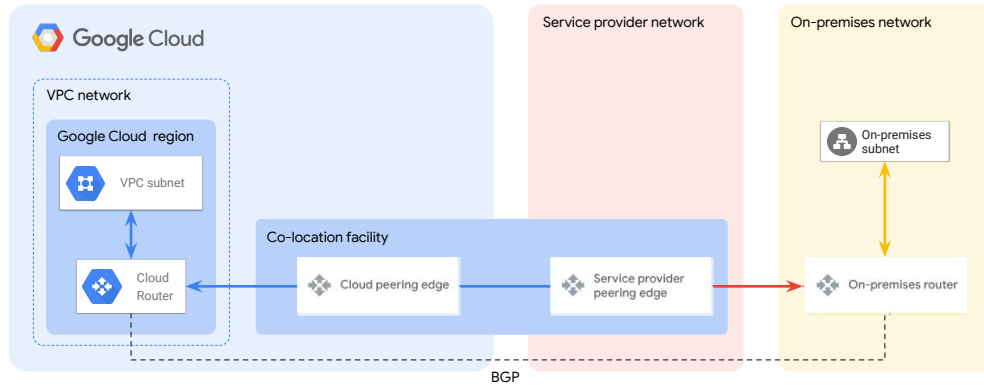 Google Cloud
Service provider network
On-premises network
VPC network
Google Cloud region
VPC subnet
Cloud
Router
Co-location facility
Cloud peering edge
Service provider
peering edge
On-premises
subnet
On-premises router
BGP